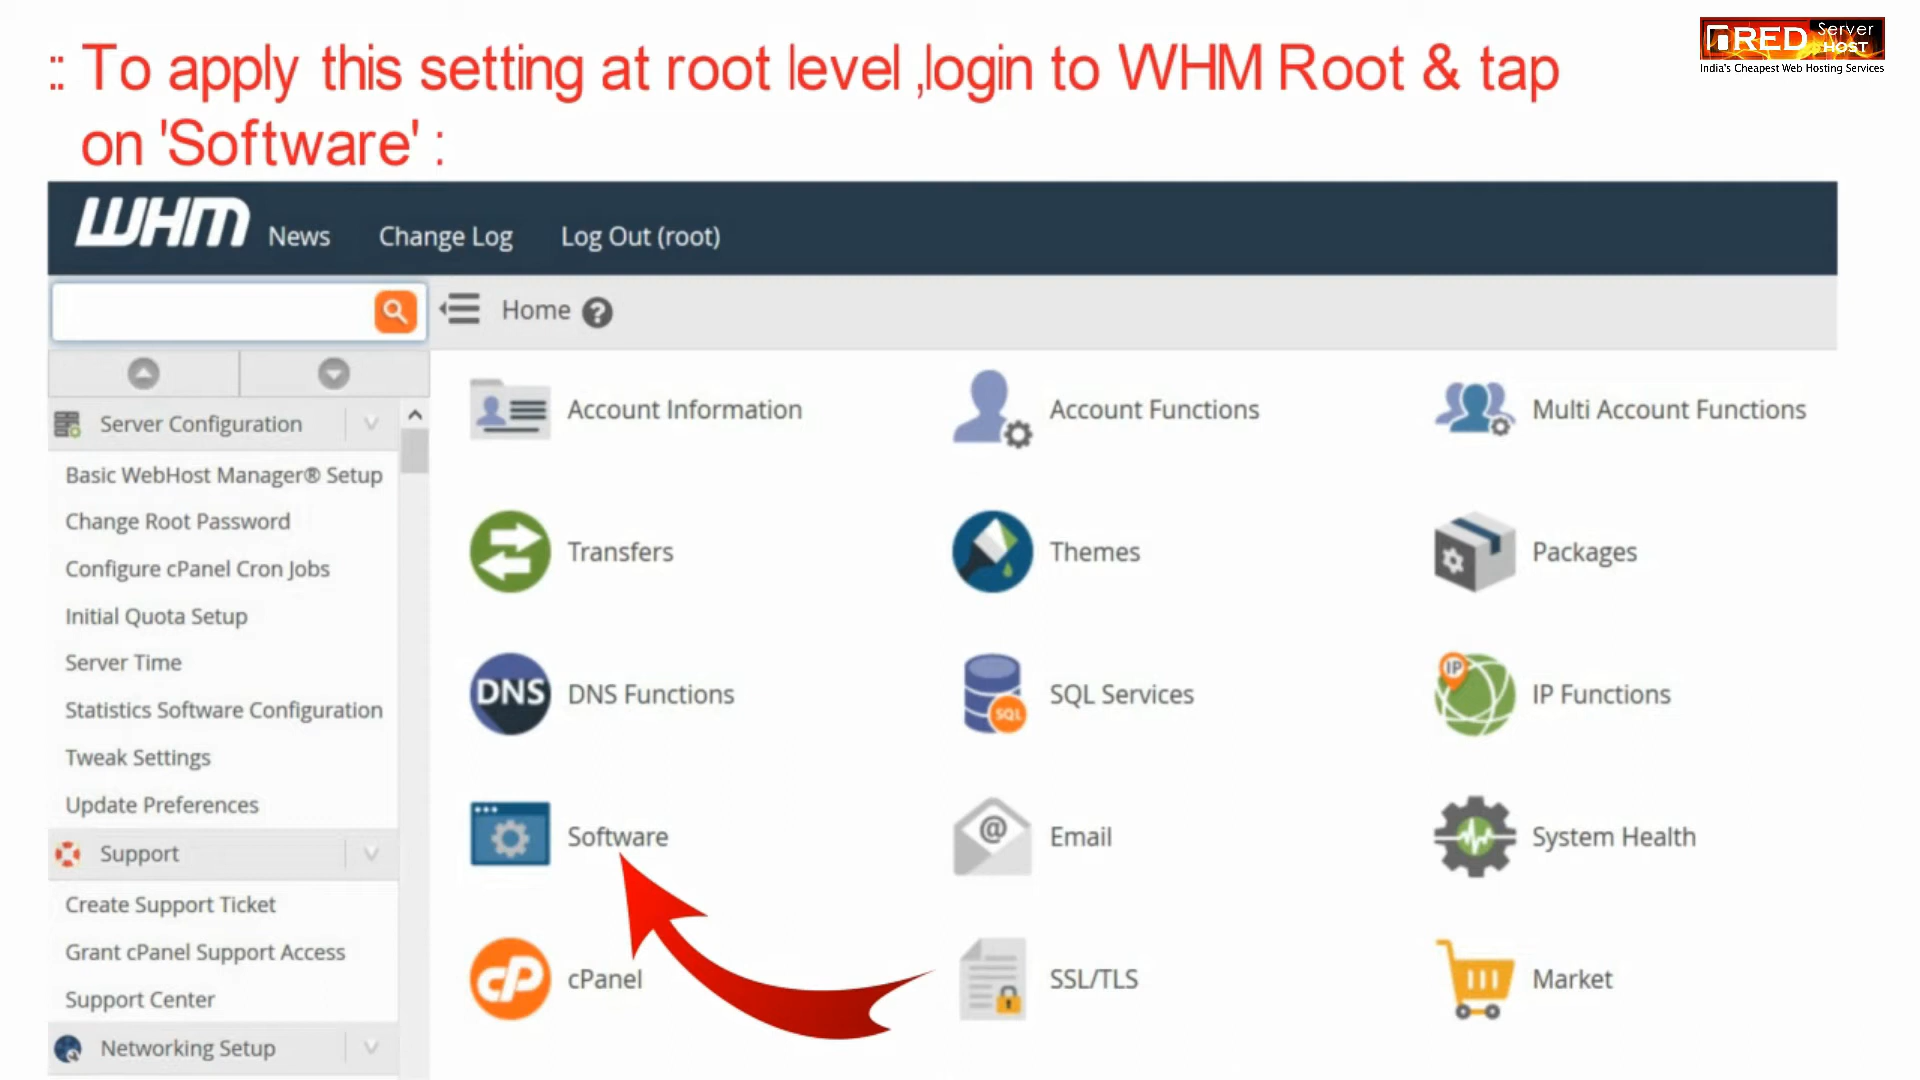 :: To apply this setting at root level ,login to WHM Root & tap
on 'Software' :
RED Server
HOST
India's Cheapest Web Hosting Services
WHM News Change Log Log Out (root)
Home ?
Server Configuration
Basic WebHost Manager® Setup
Change Root Password
Configure cPanel Cron Jobs
Initial Quota Setup
Server Time
Statistics Software Configuration
Tweak Settings
Update Preferences
Support
Create Support Ticket
Grant cPanel Support Access
Support Center
Networking Setup
Account Information
Account Functions
Multi Account Functions
Transfers
Themes
Packages
DNS DNS Functions
SQL SQL Services
IP IP Functions
Software
@ Email
System Health
cP cPanel
SSL/TLS
Market